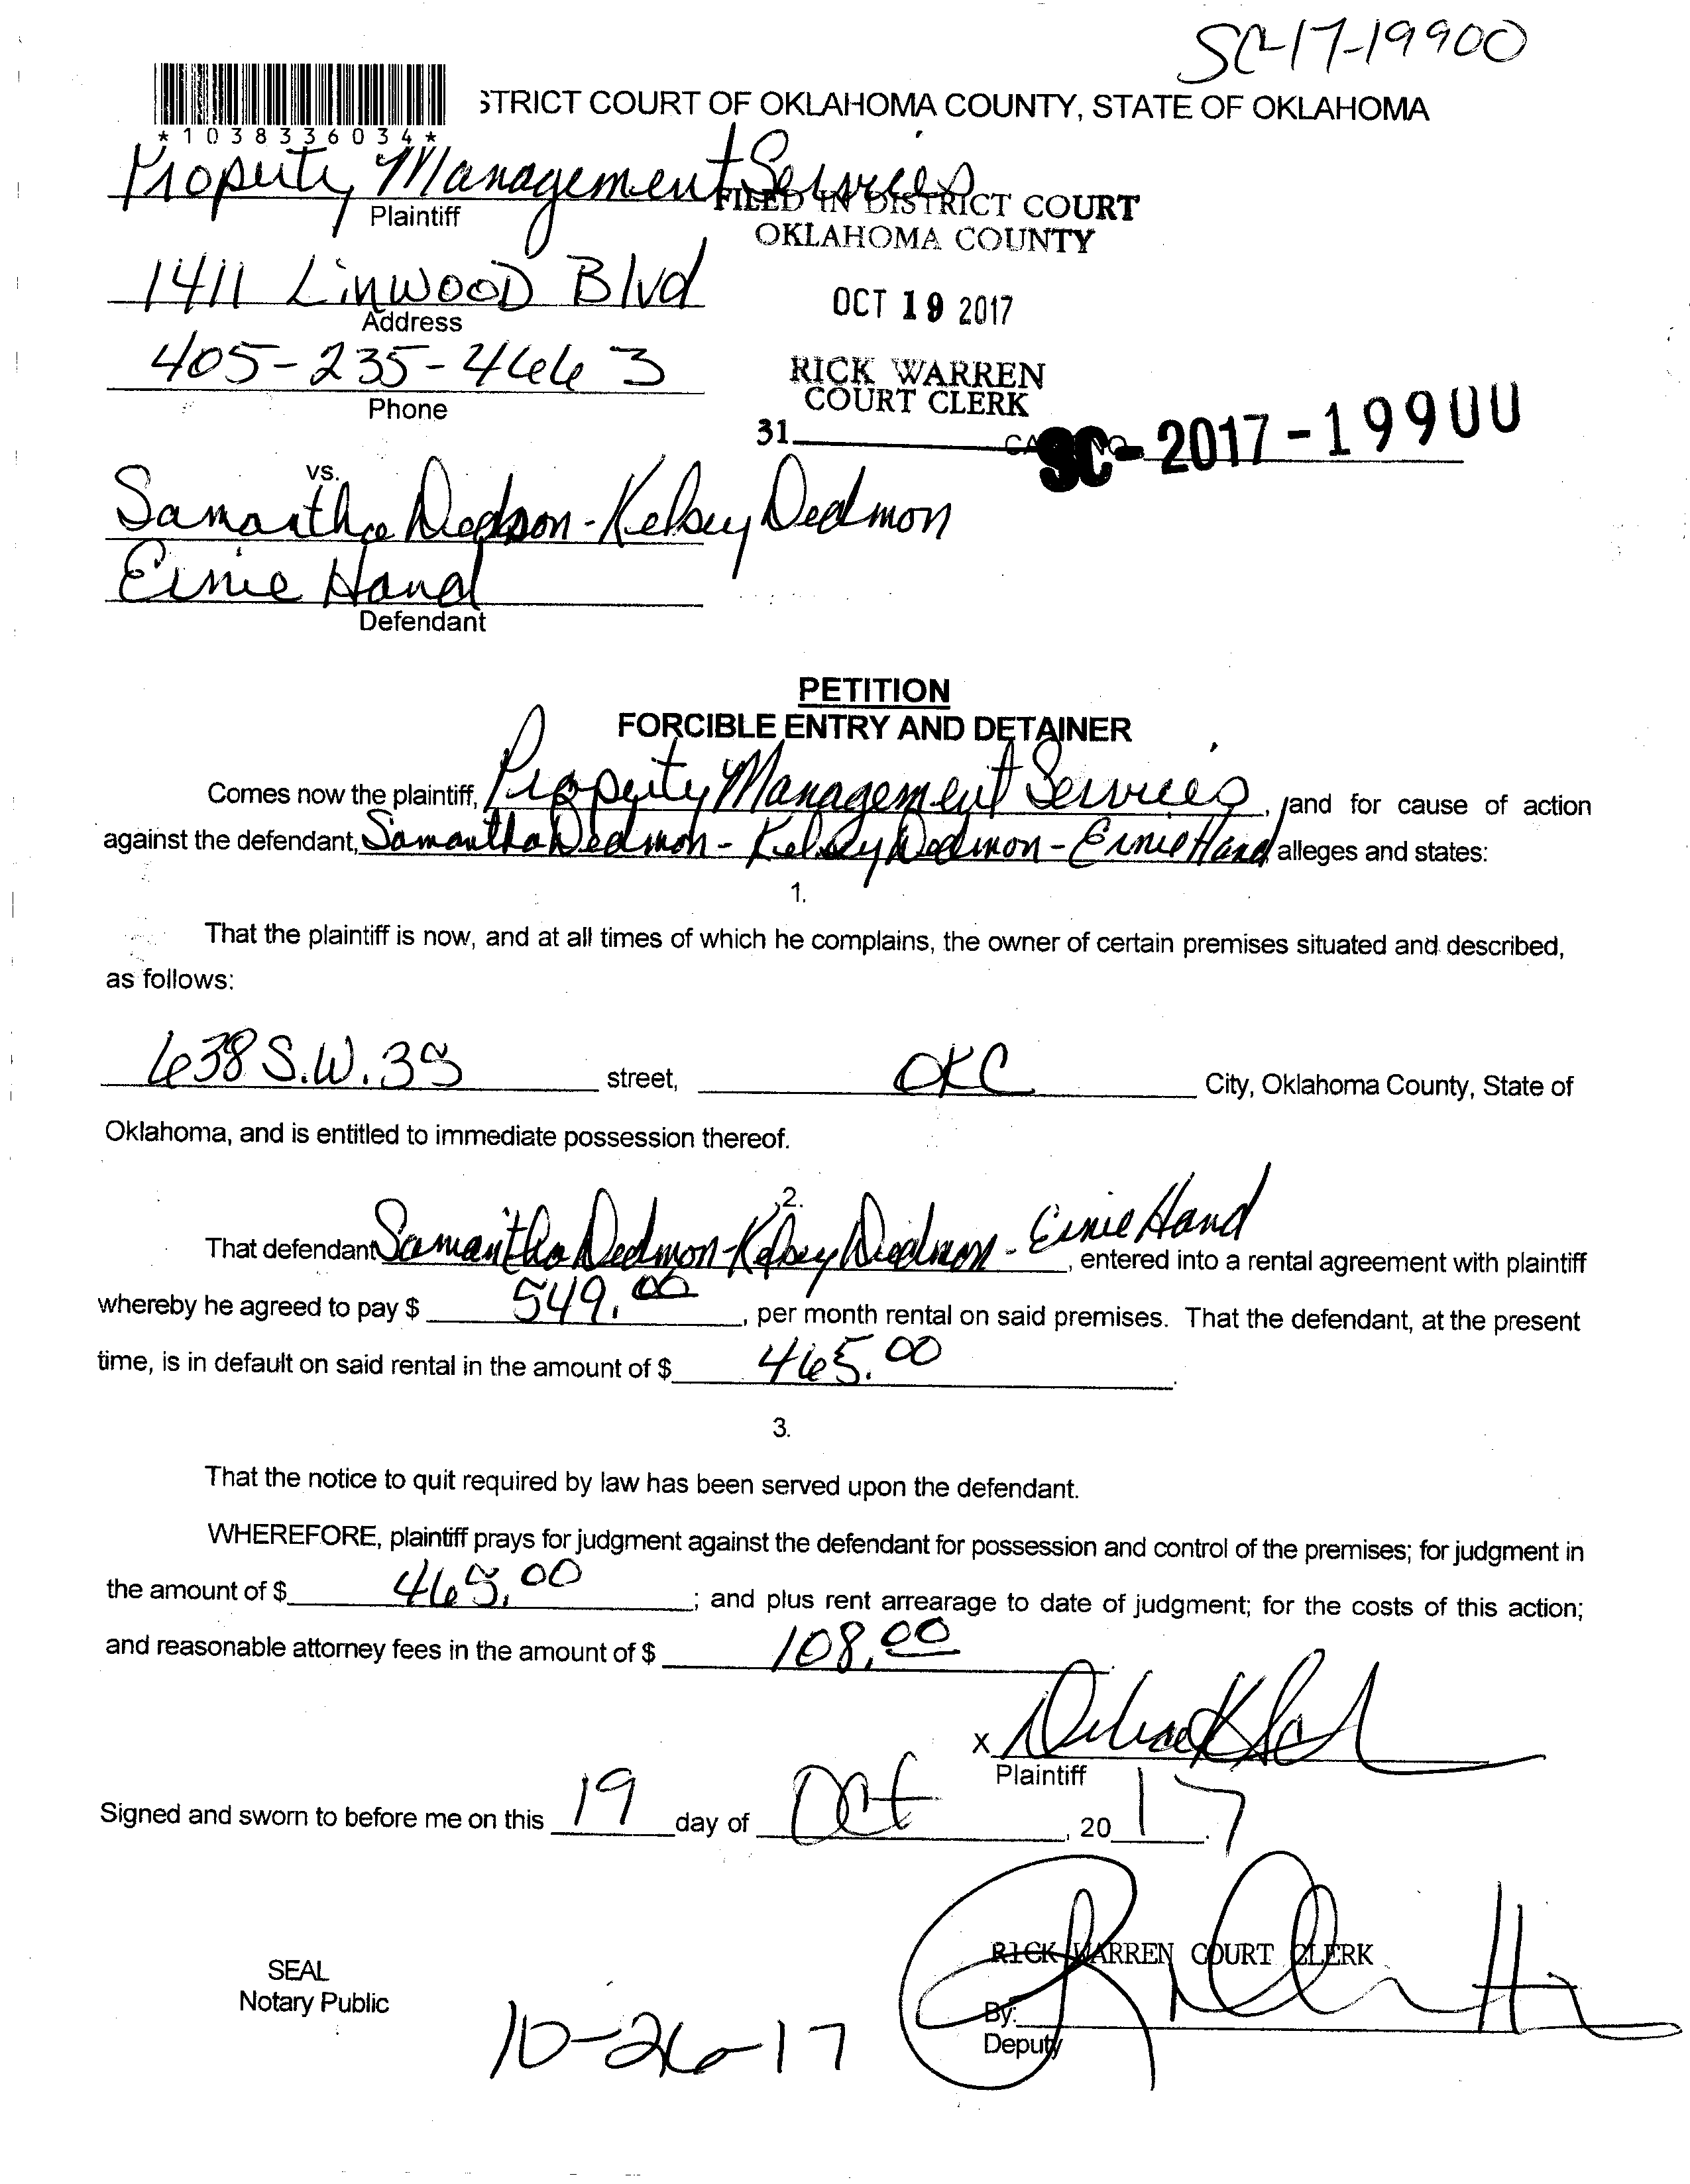 SC-17-19900
STRICT COURT OF OKLAHOMA COUNTY, STATE OF OKLAHOMA
*1038336034*
Property Management Services
Plaintiff
FILED IN DISTRICT COURT
OKLAHOMA COUNTY
1411 Linwood Blvd
Address
OCT 19 2017
405-235-4663
Phone
RICK WARREN
COURT CLERK
31
SC-2017-19900
vs.
Samantha Dedmon-Kelsey Dedmon
Ernie Hand
Defendant
PETITION
FORCIBLE ENTRY AND DETAINER
Comes now the plaintiff, Property Management Services, and for cause of action
against the defendant, Samantha Dedmon-Kelsey Dedmon-Ernie Hand alleges and states:
1.
That the plaintiff is now, and at all times of which he complains, the owner of certain premises situated and described,
as follows:
638 S.W. 35 street, OKC City, Oklahoma County, State of
Oklahoma, and is entitled to immediate possession thereof.
2.
That defendant Samantha Dedmon-Kelsey Dedmon-Ernie Hand, entered into a rental agreement with plaintiff
whereby he agreed to pay $ 549.00, per month rental on said premises. That the defendant, at the present
time, is in default on said rental in the amount of $ 465.00.
3.
That the notice to quit required by law has been served upon the defendant.
WHEREFORE, plaintiff prays for judgment against the defendant for possession and control of the premises; for judgment in
the amount of $ 465.00; and plus rent arrearage to date of judgment; for the costs of this action;
and reasonable attorney fees in the amount of $ 108.00
x
Plaintiff
Signed and sworn to before me on this 19 day of Oct, 2017.
RICK WARREN COURT CLERK
SEAL
Notary Public
By:
Deputy
10-26-17